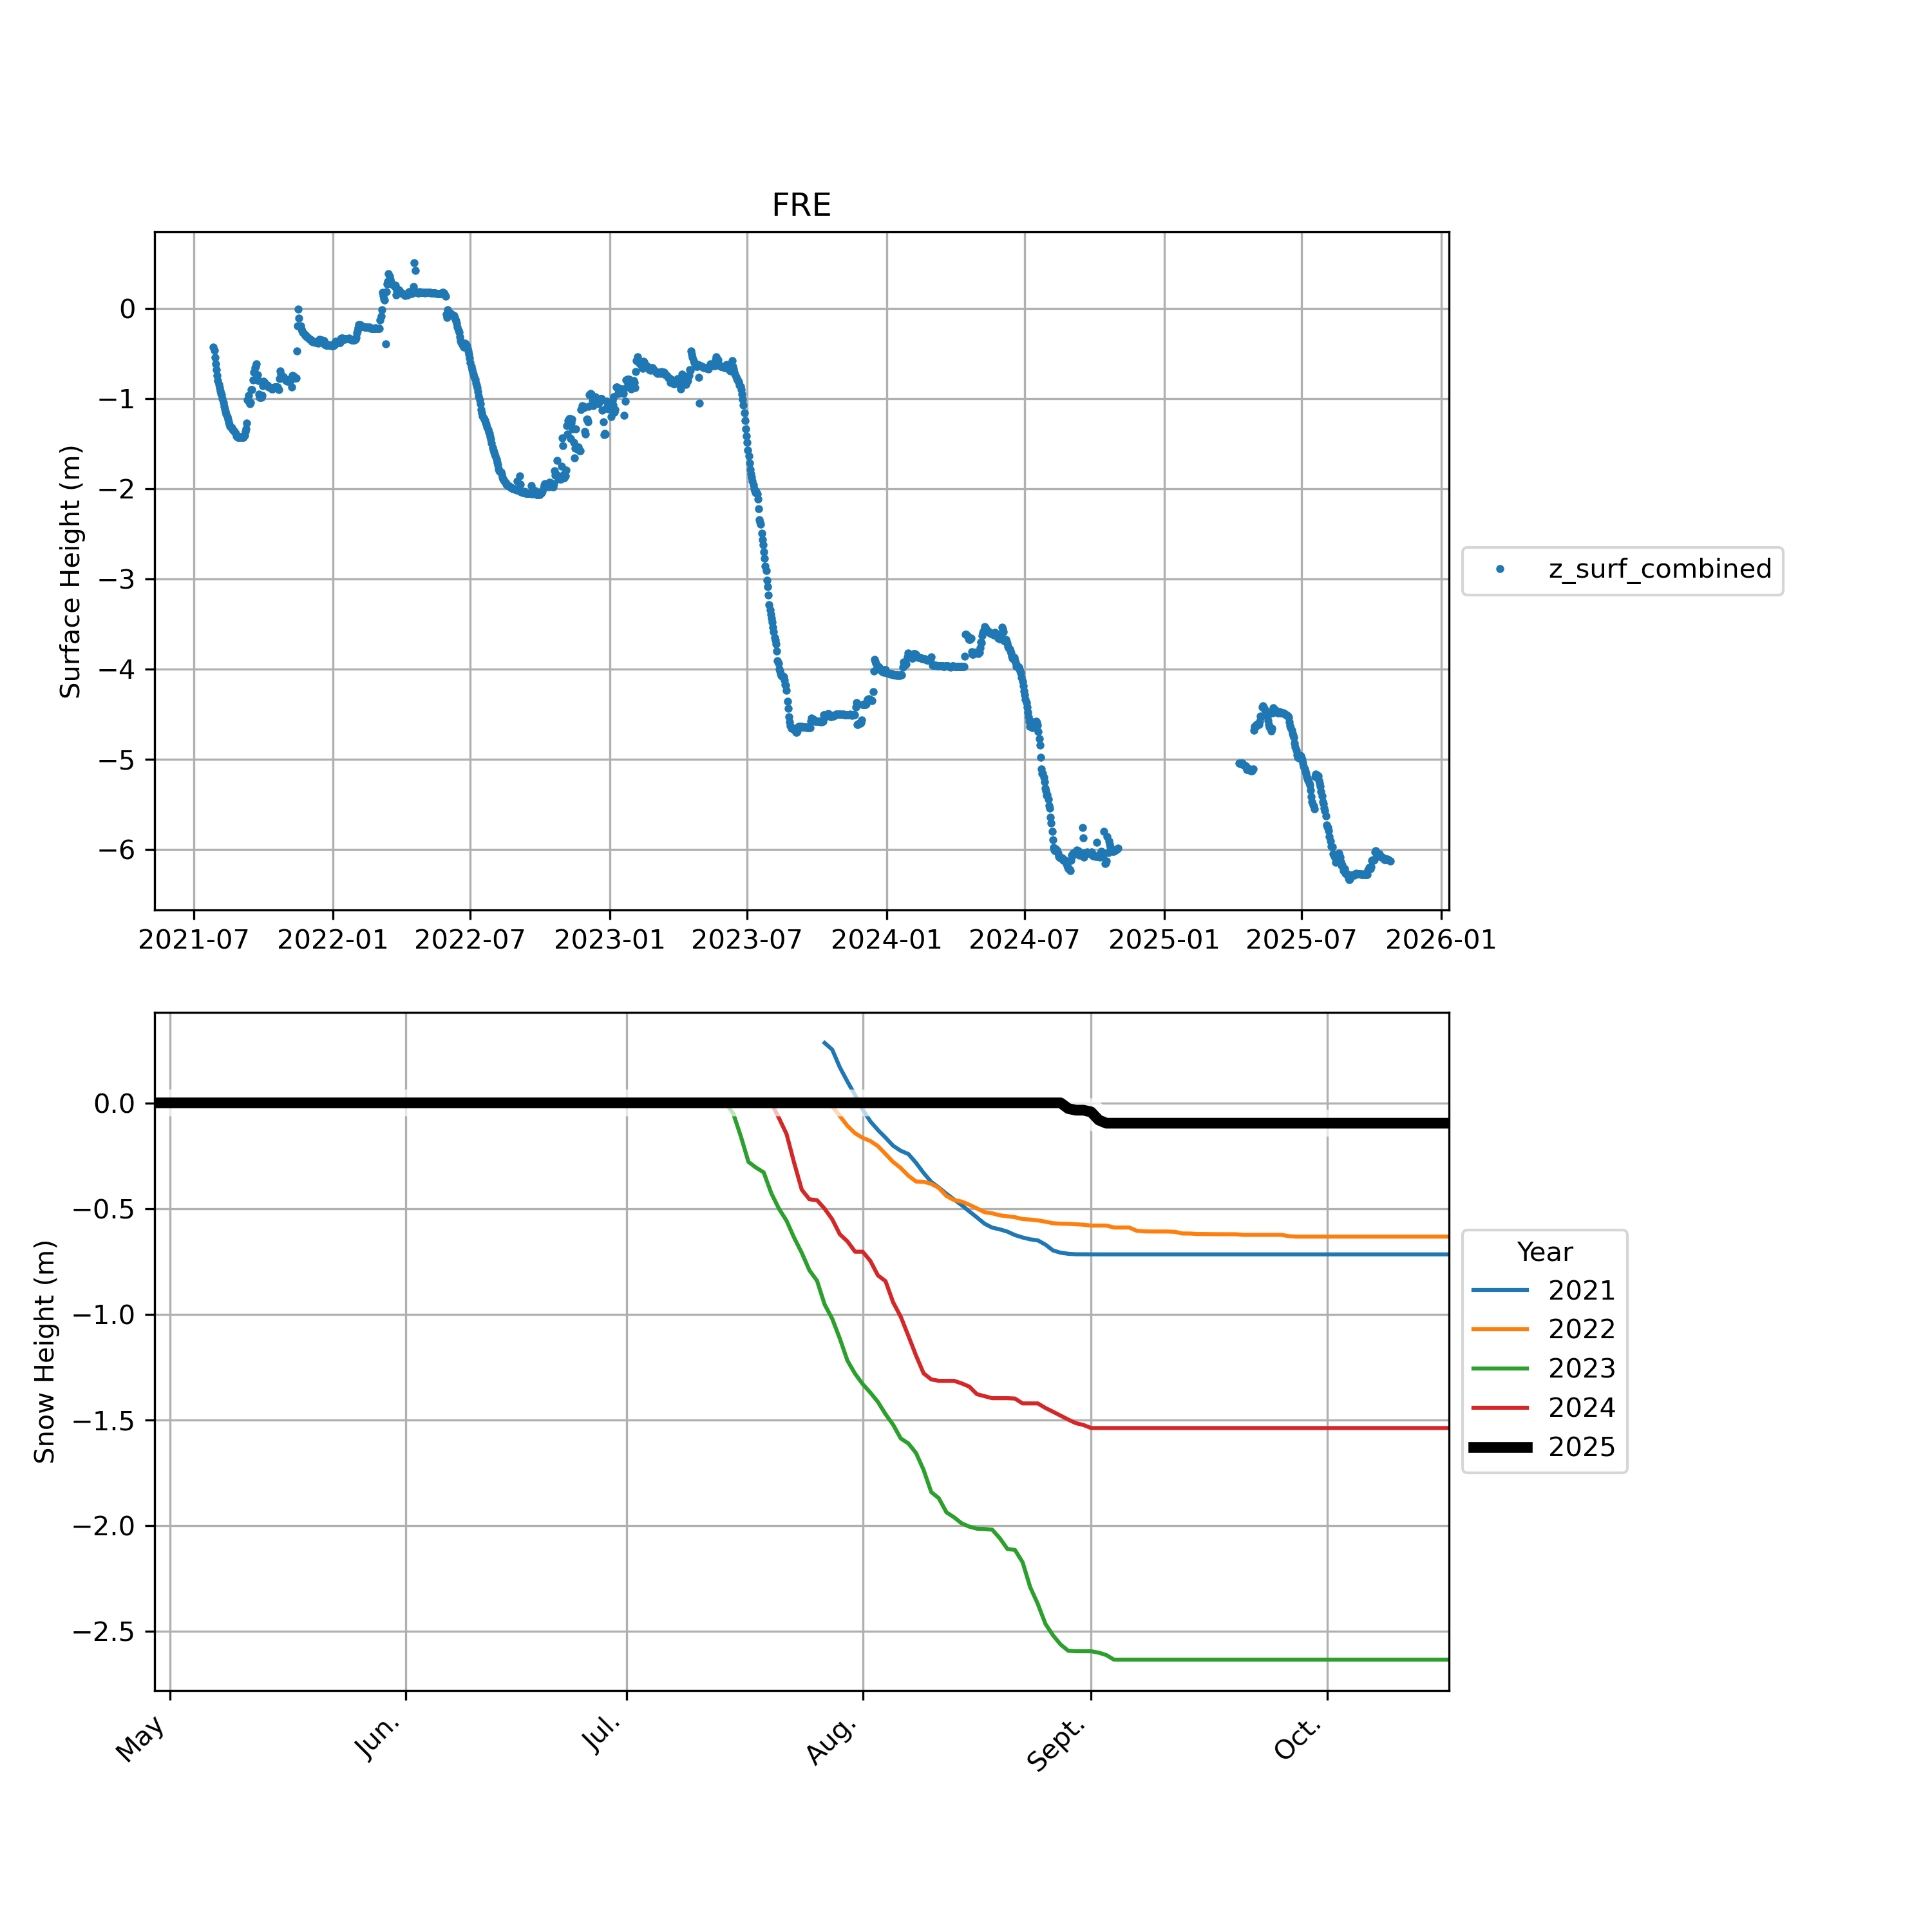 FRE
Surface Height (m)
0
−1
−2
−3
−4
−5
−6
2021-07 2022-01 2022-07 2023-01 2023-07 2024-01 2024-07 2025-01 2025-07 2026-01
z_surf_combined
Snow Height (m)
0.0
−0.5
−1.0
−1.5
−2.0
−2.5
May Jun. Jul. Aug. Sept. Oct.
Year
2021
2022
2023
2024
2025